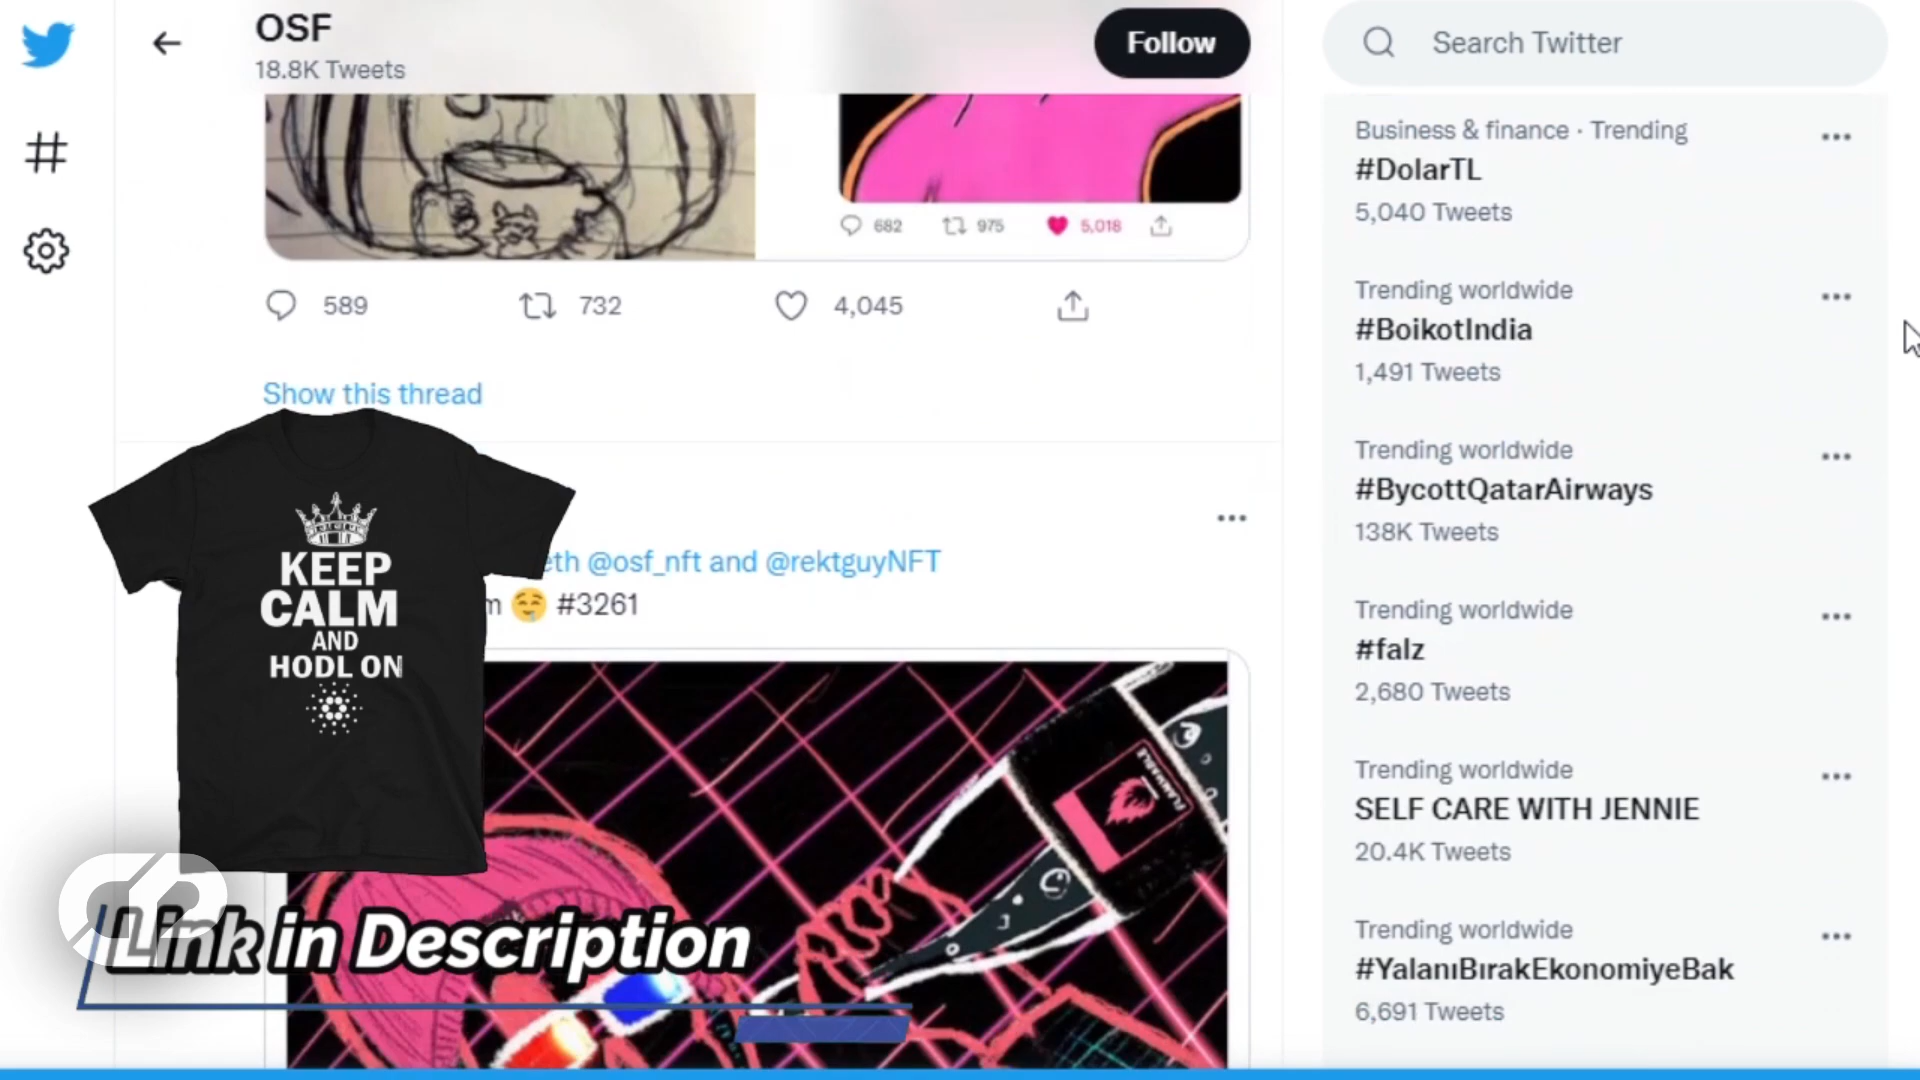 OSF
18.8K Tweets
Follow
Search Twitter
682 975 5,018
589 732 4,045
Show this thread
eth @osf_nft and @rektguyNFT
m 🤤 #3261
FLAMMABLE
KEEP
CALM
AND
HODL ON
Link in Description
Business & finance · Trending
#DolarTL
5,040 Tweets
Trending worldwide
#BoikotIndia
1,491 Tweets
Trending worldwide
#BycottQatarAirways
138K Tweets
Trending worldwide
#falz
2,680 Tweets
Trending worldwide
SELF CARE WITH JENNIE
20.4K Tweets
Trending worldwide
#YalanıBırakEkonomiyeBak
6,691 Tweets